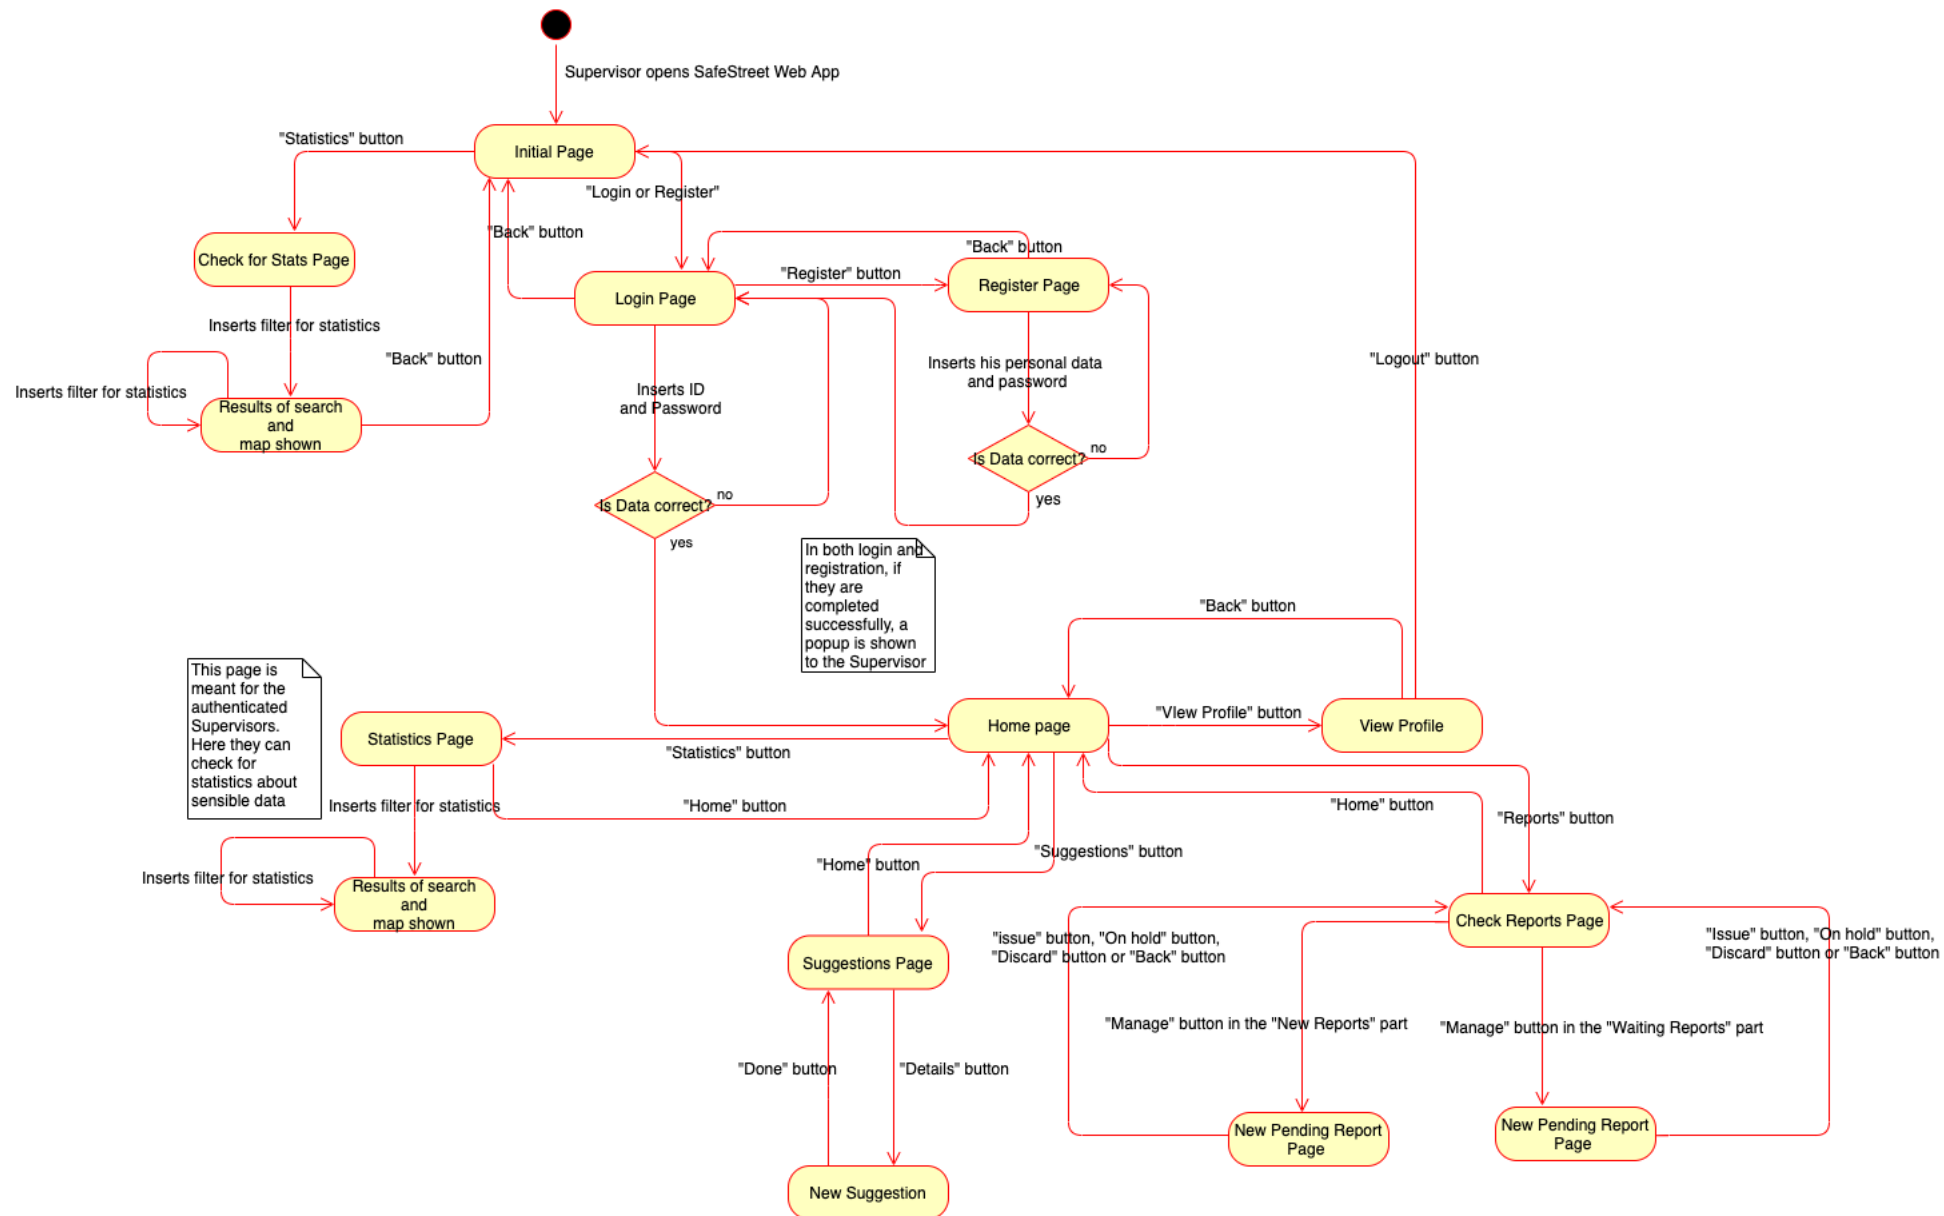 Supervisor opens SafeStreet Web App
"Statistics" button
Initial Page
"Login or Register"
"Back" button
"Back" button
Check for Stats Page
"Register" button
Login Page
Register Page
Inserts filter for statistics
"Back" button
"Logout" button
Inserts his personal data
and password
Inserts filter for statistics
Inserts ID
and Password
Results of search
and
map shown
Is Data correct?
no
yes
Is Data correct?
no
yes
In both login and
registration, if
they are
completed
successfully, a
popup is shown
to the Supervisor
"Back" button
This page is
meant for the
authenticated
Supervisors.
Here they can
check for
statistics about
sensible data
Statistics Page
"Statistics" button
Home page
"VIew Profile" button
View Profile
Inserts filter for statistics
"Home" button
"Home" button
"Reports" button
"Home" button
"Suggestions" button
Inserts filter for statistics
Results of search
and
map shown
Check Reports Page
"issue" button, "On hold" button,
"Discard" button or "Back" button
"Issue" button, "On hold" button,
"Discard" button or "Back" button
Suggestions Page
"Manage" button in the "New Reports" part
"Manage" button in the "Waiting Reports" part
"Done" button
"Details" button
New Pending Report
Page
New Pending Report
Page
New Suggestion